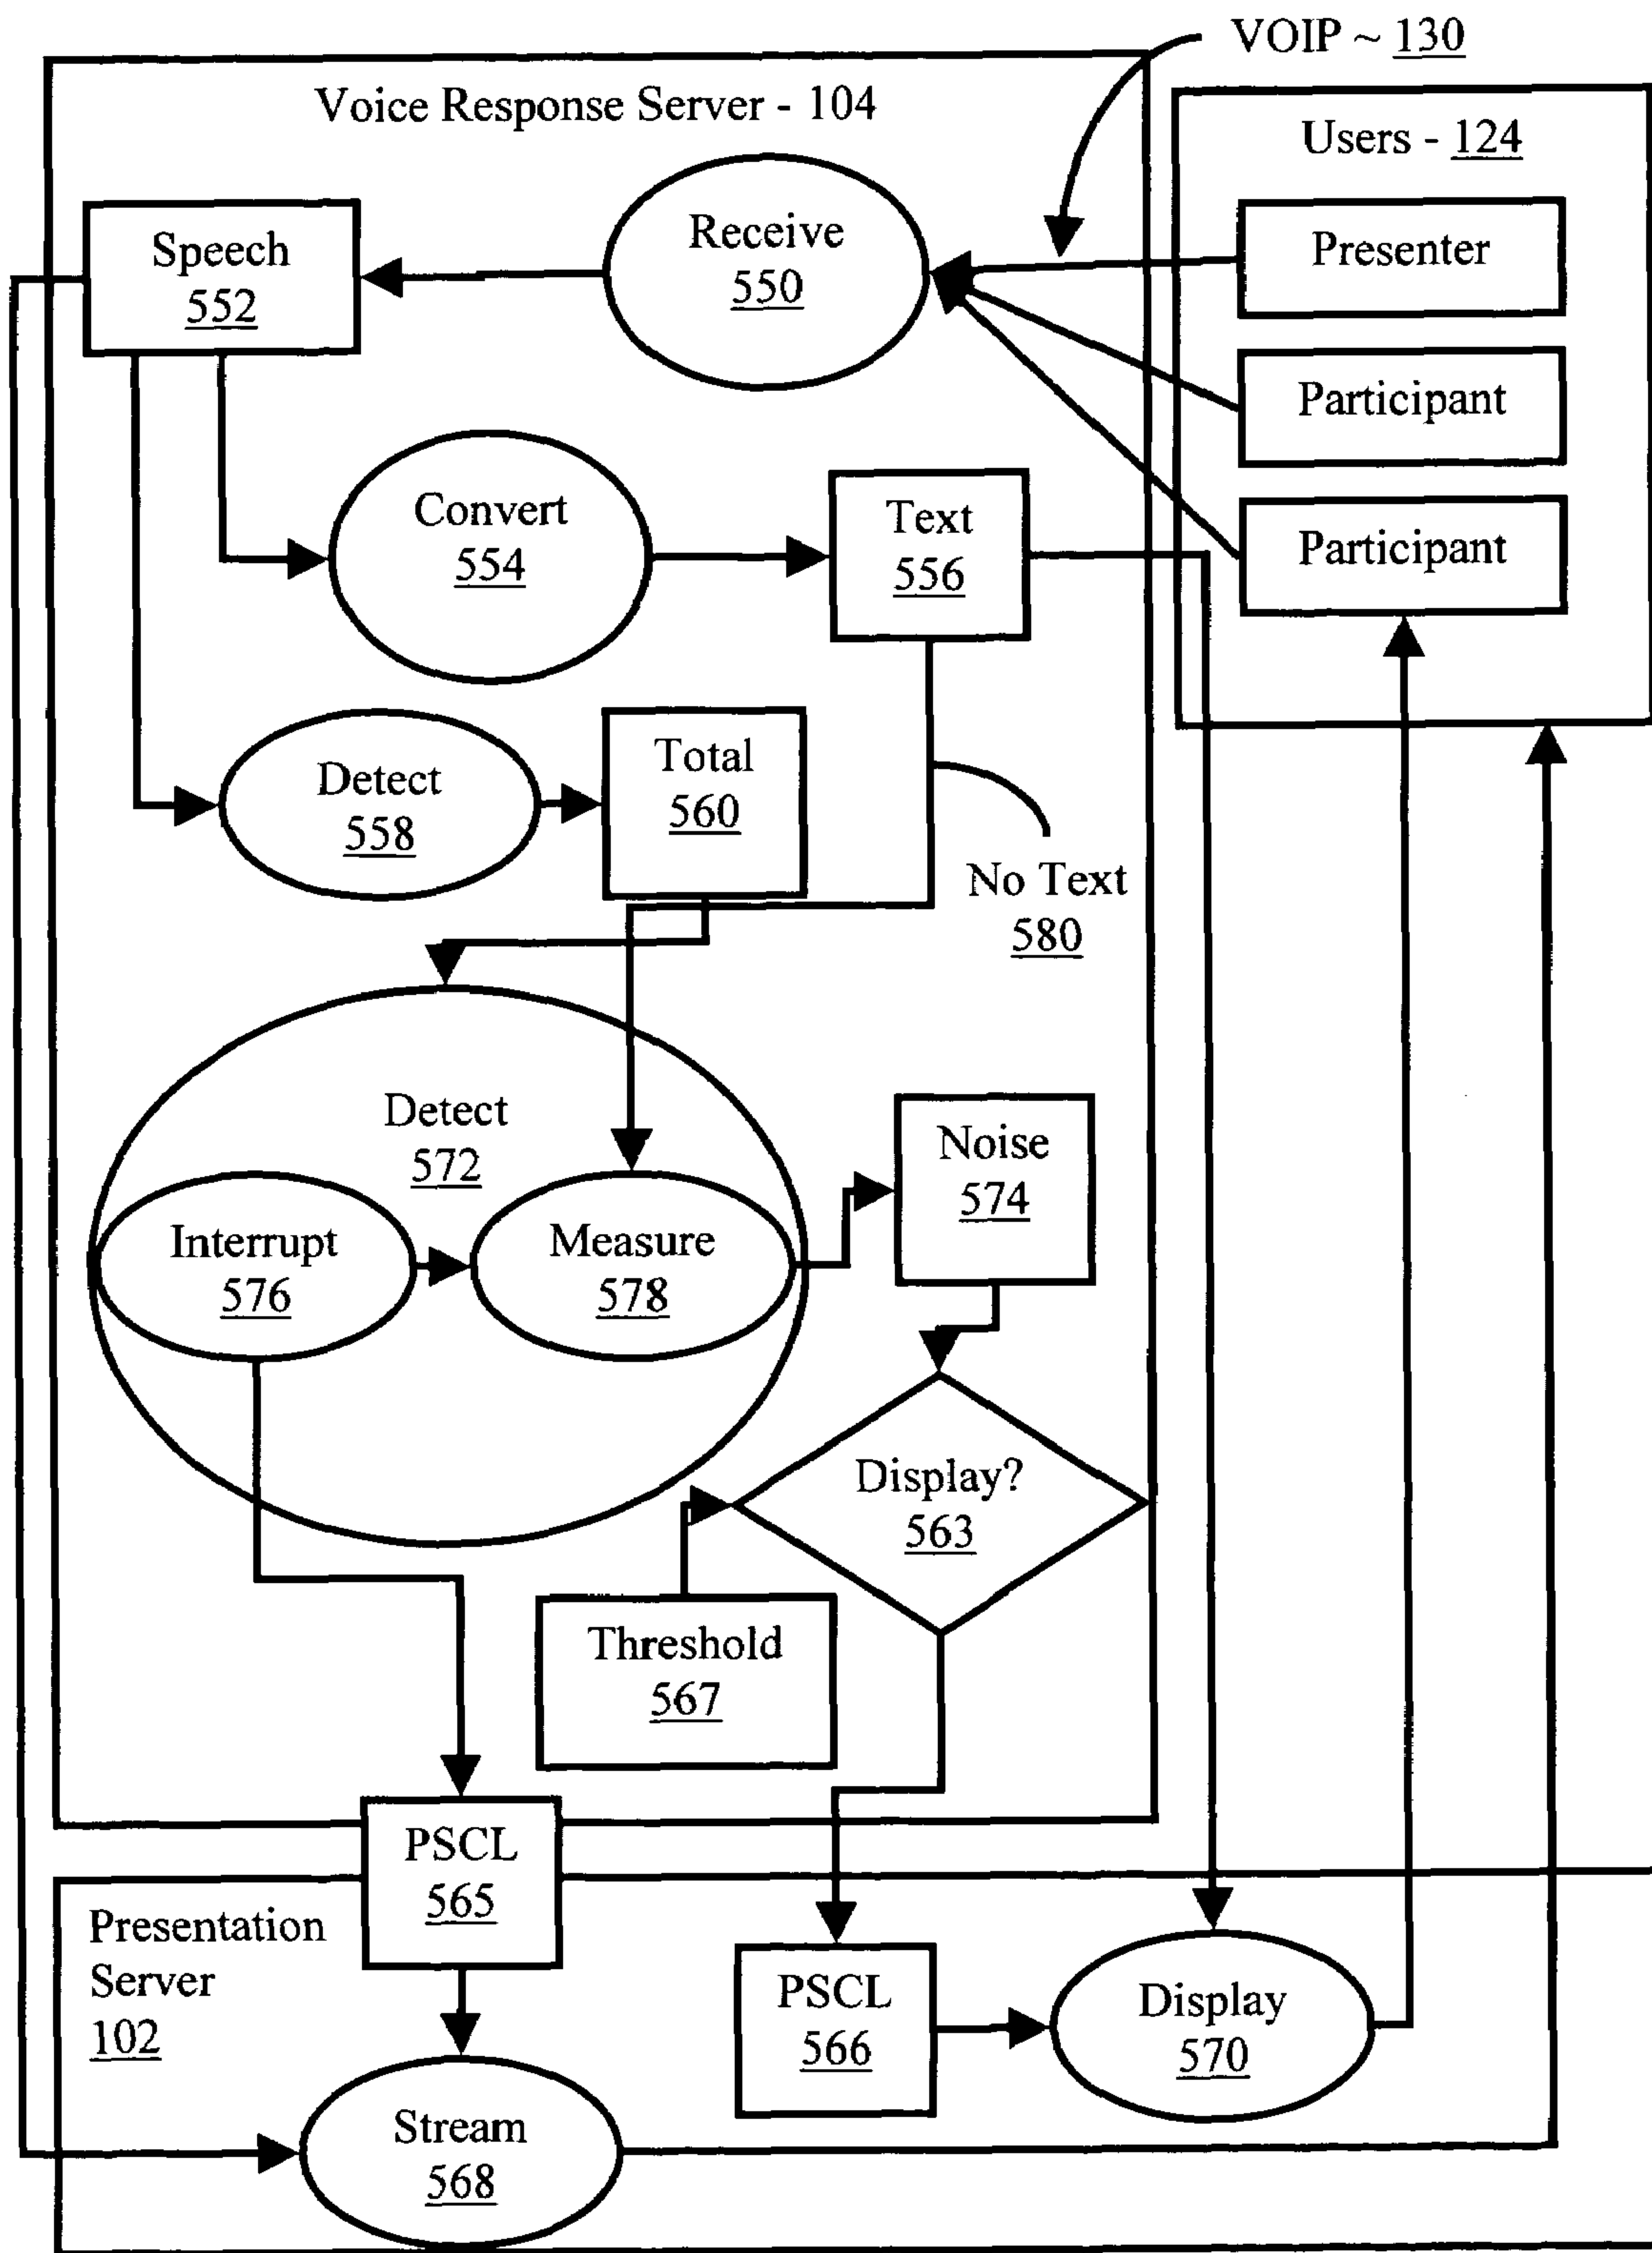 VOIP ~ 130
Voice Response Server - 104
Users - 124
Presenter
Participant
Participant
Receive
550
Speech
552
Convert
554
Text
556
Detect
558
Total
560
No Text
580
Detect
572
Interrupt
576
Measure
578
Noise
574
Display?
563
Threshold
567
PSCL
565
Presentation
Server
102
PSCL
566
Display
570
Stream
568